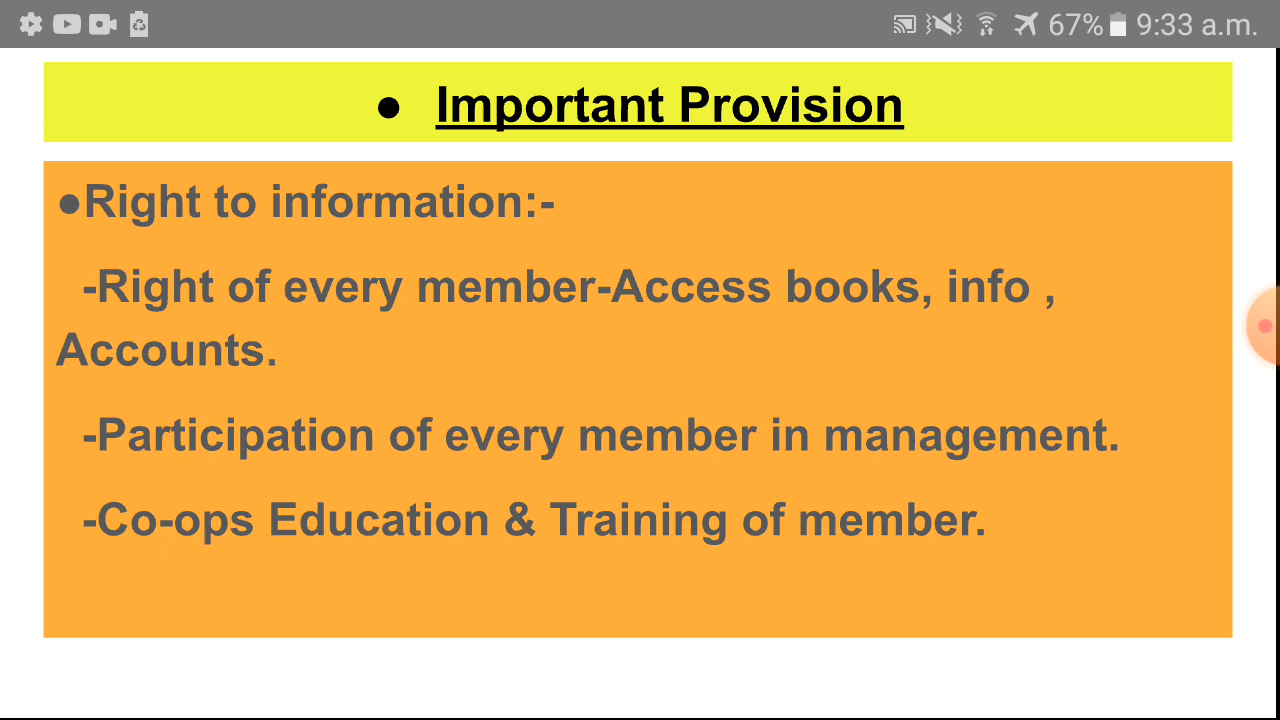 67% 9:33 a.m.
● Important Provision
●Right to information:-
-Right of every member-Access books, info ,
Accounts.
-Participation of every member in management.
-Co-ops Education & Training of member.